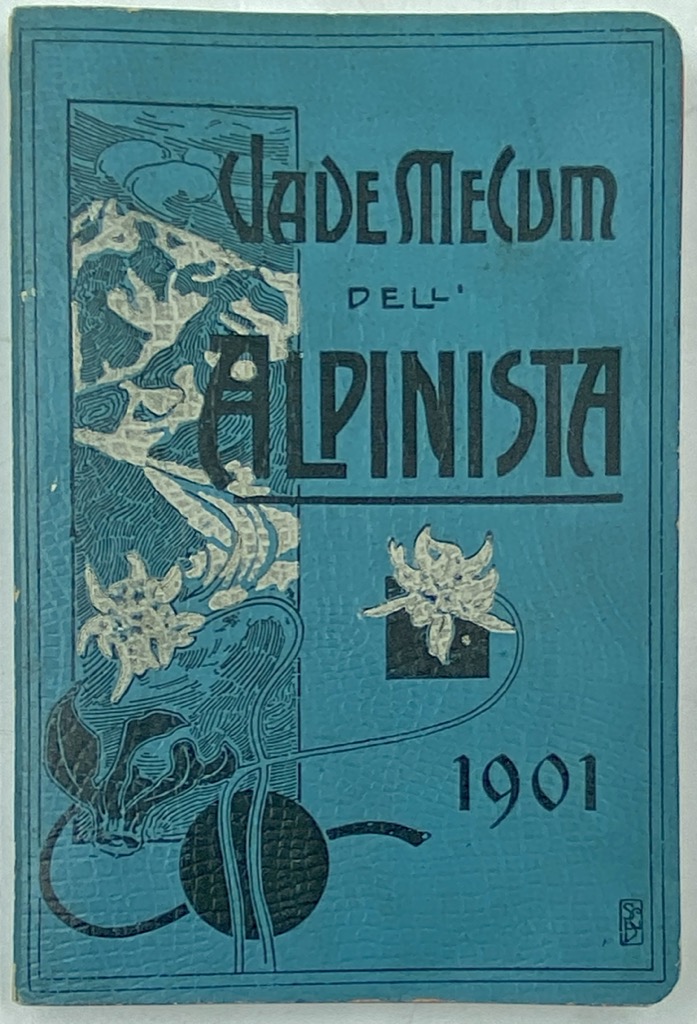 Vade Mecum
DELL'
ALPINISTA
1901